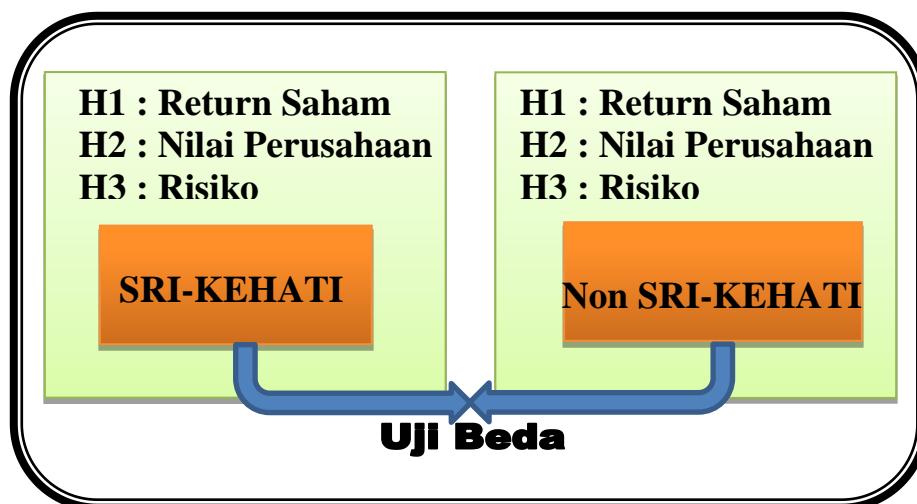 H1 : Return Saham
H2 : Nilai Perusahaan
H3 : Risiko
SRI-KEHATI
H1 : Return Saham
H2 : Nilai Perusahaan
H3 : Risiko
Non SRI-KEHATI
Uji Beda